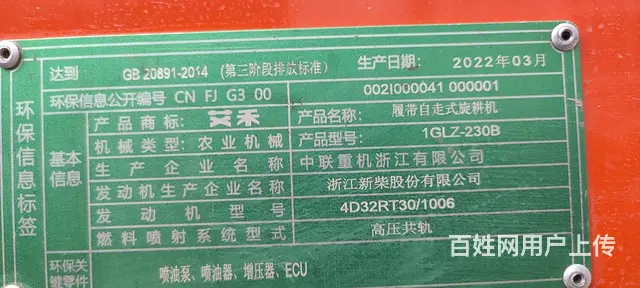 达到 GB 20891-2014 (第三阶段排放标准) 生产日期: 2022年03月
环保信息公开编号 CN FJ G3 00 002I000041 000001
环保信息标签
基本信息
产品商标: 艾禾 产品名称: 履带自走式旋耕机
机械类型: 农业机械 产品型号: 1GLZ-230B
生产企业名称 中联重机浙江有限公司
发动机生产企业名称 浙江新柴股份有限公司
发动机型号 4D32RT30/1006
燃料喷射系统型式 高压共轨
环保关键零件 喷油泵、喷油器、增压器、ECU
百姓网用户上传